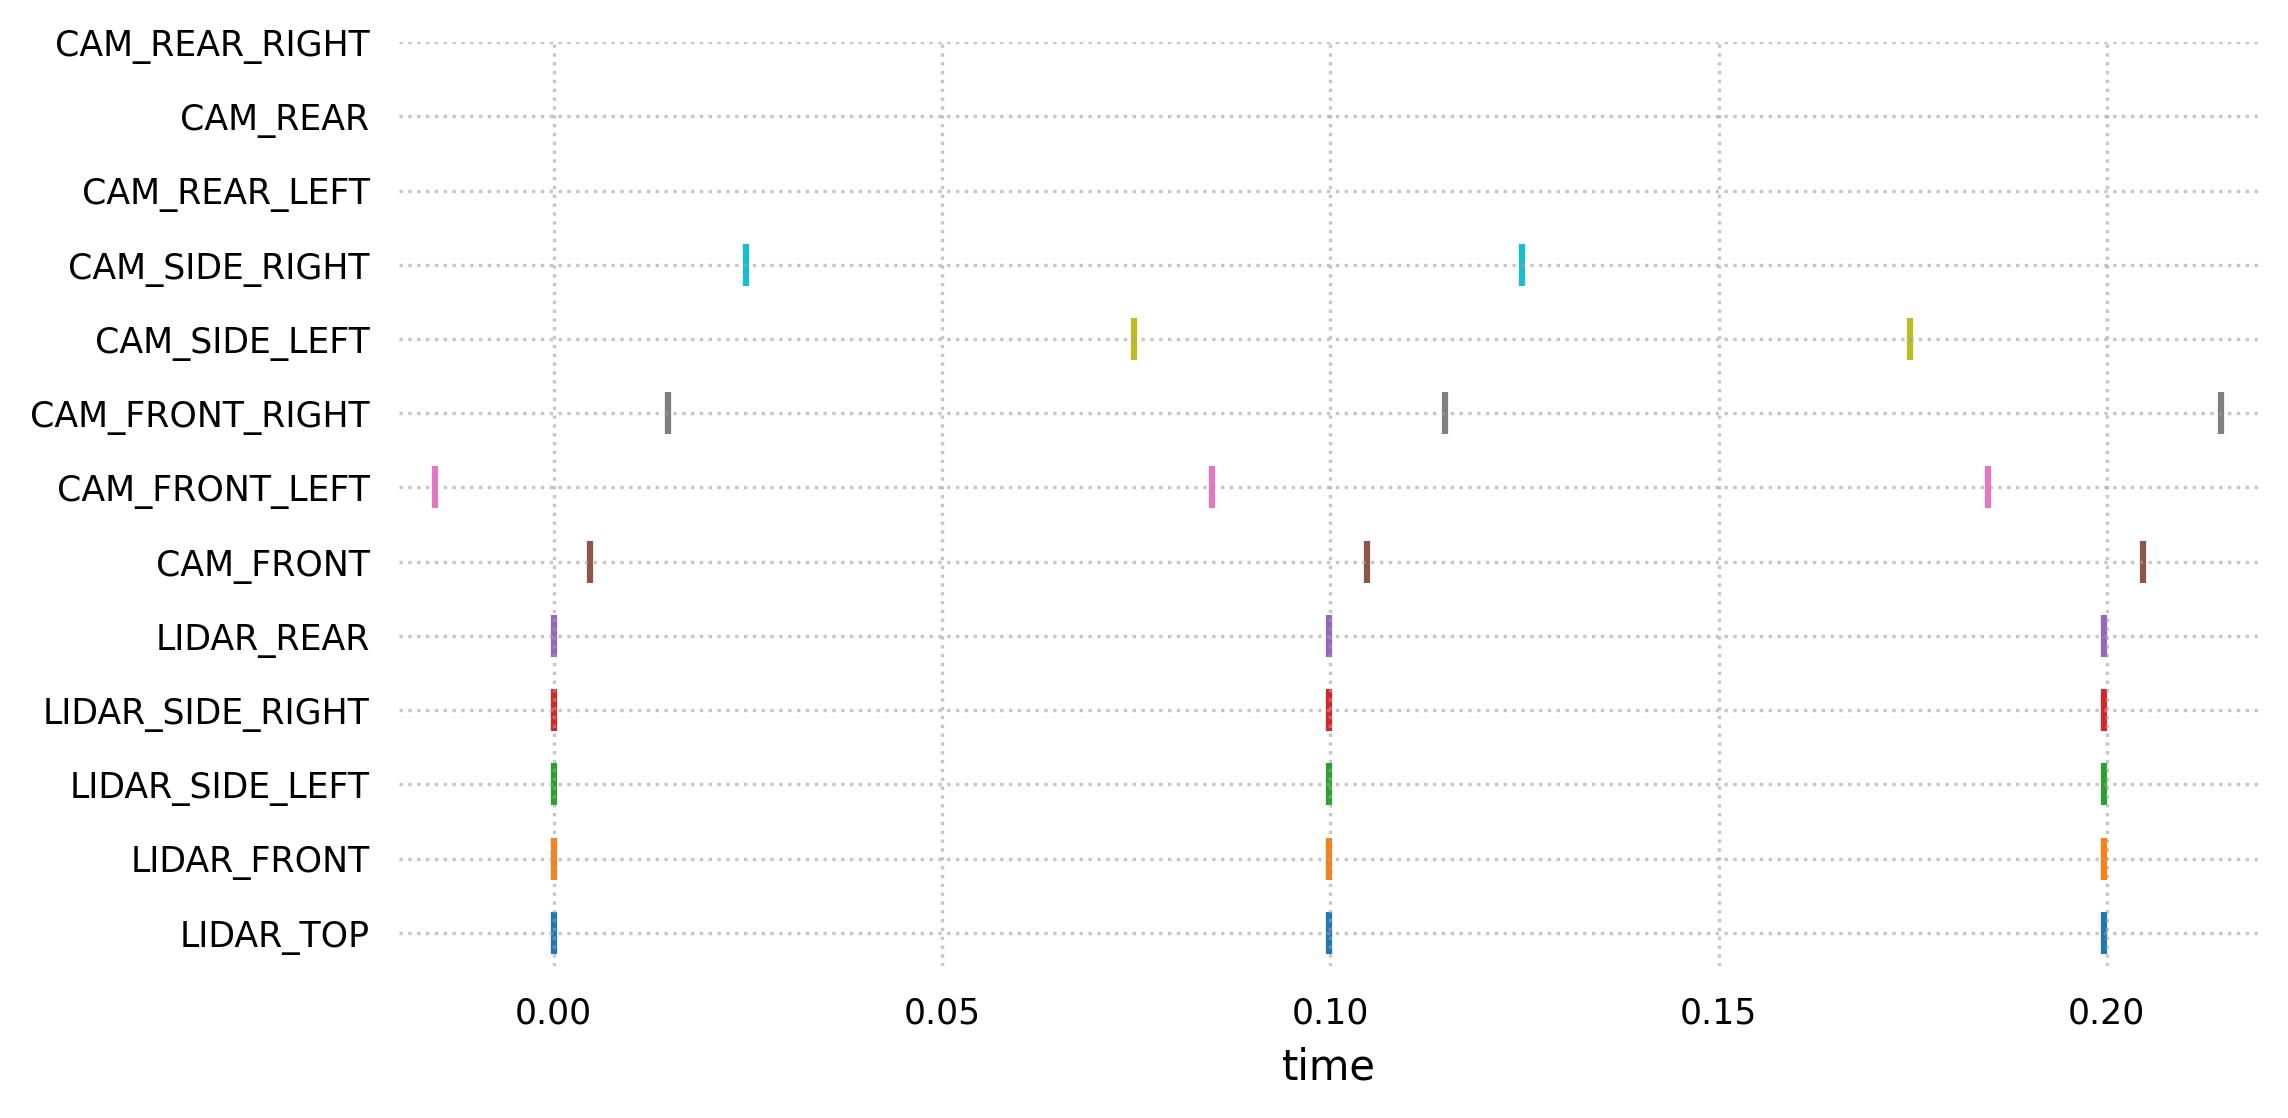 CAM_REAR_RIGHT
CAM_REAR
CAM_REAR_LEFT
CAM_SIDE_RIGHT
CAM_SIDE_LEFT
CAM_FRONT_RIGHT
CAM_FRONT_LEFT
CAM_FRONT
LIDAR_REAR
LIDAR_SIDE_RIGHT
LIDAR_SIDE_LEFT
LIDAR_FRONT
LIDAR_TOP
0.00 0.05 0.10 0.15 0.20
time